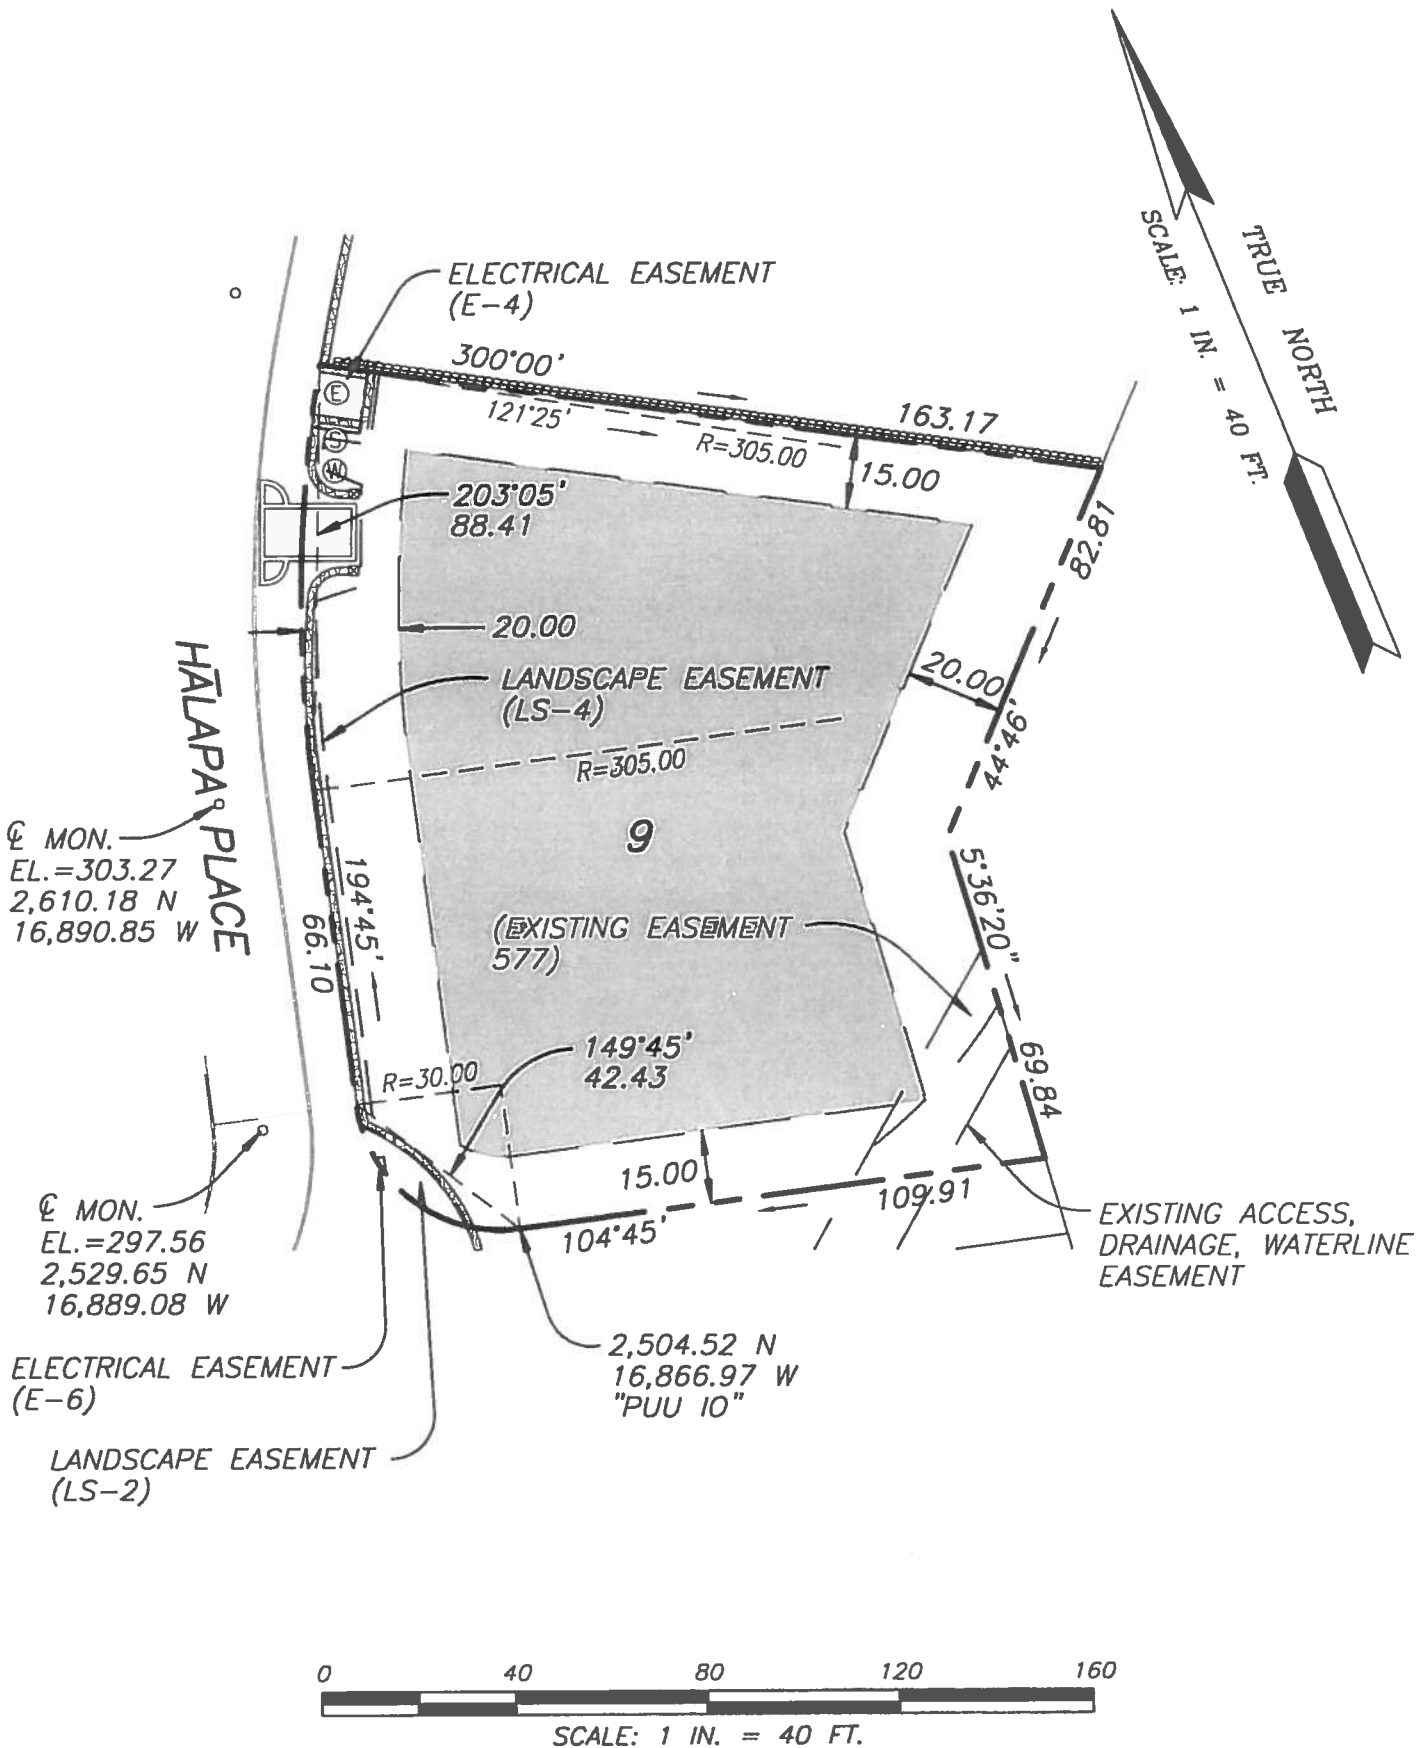 TRUE NORTH
SCALE: 1 IN. = 40 FT.
ELECTRICAL EASEMENT
(E-4)
300°00'
163.17
121°25'
R=305.00
15.00
E
S
W
203°05'
88.41
82.81
20.00
20.00
LANDSCAPE EASEMENT
(LS-4)
44°46'
R=305.00
HĀLAPA PLACE
9
℄ MON.
EL.=303.27
2,610.18 N
16,890.85 W
194°45'
66.10
5°36'20"
(EXISTING EASEMENT
577)
149°45'
42.43
R=30.00
69.84
15.00
109.91
104°45'
℄ MON.
EL.=297.56
2,529.65 N
16,889.08 W
EXISTING ACCESS,
DRAINAGE, WATERLINE
EASEMENT
2,504.52 N
16,866.97 W
"PUU IO"
ELECTRICAL EASEMENT
(E-6)
LANDSCAPE EASEMENT
(LS-2)
0 40 80 120 160
SCALE: 1 IN. = 40 FT.